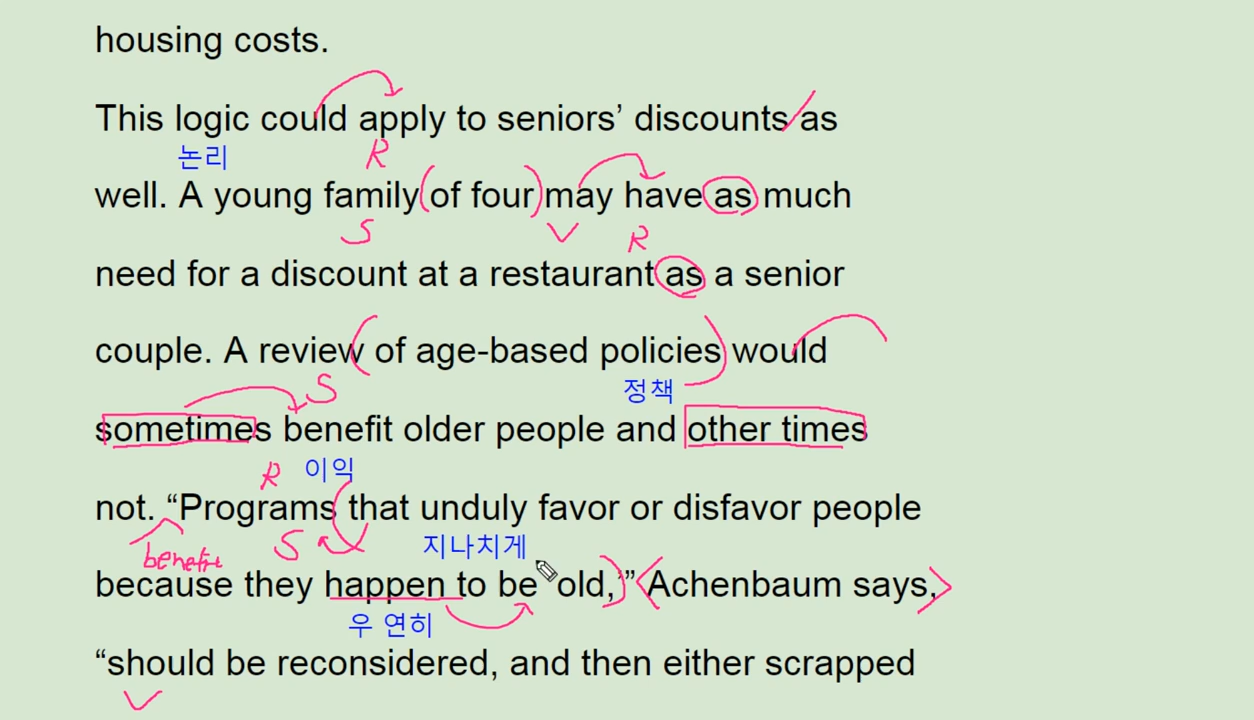 housing costs.
This logic could apply to seniors’ discounts as
논리
R
well. A young family of four may have as much
S V R
need for a discount at a restaurant as a senior
couple. A review of age-based policies would
S 정책
sometimes benefit older people and other times
R 이익
not. “Programs that unduly favor or disfavor people
benefit S 지나치게
because they happen to be old,” Achenbaum says,
우 연히
“should be reconsidered, and then either scrapped
V